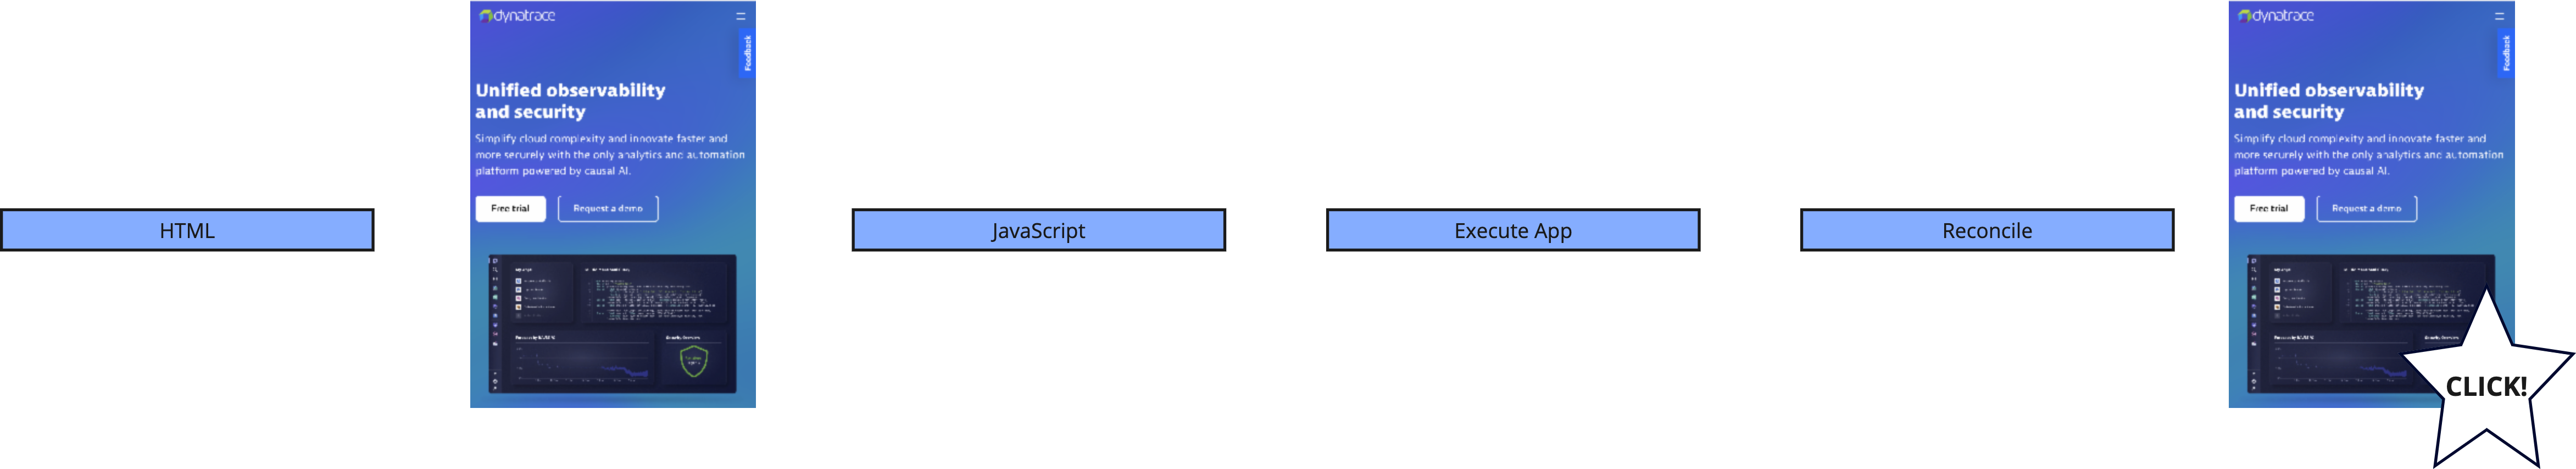 HTML
dynatrace
Feedback
Unified observability
and security
Simplify cloud complexity and innovate faster and
more securely with the only analytics and automation
platform powered by causal AI.
Free trial
Request a demo
JavaScript
Execute App
Reconcile
dynatrace
Feedback
Unified observability
and security
Simplify cloud complexity and innovate faster and
more securely with the only analytics and automation
platform powered by causal AI.
Free trial
Request a demo
CLICK!